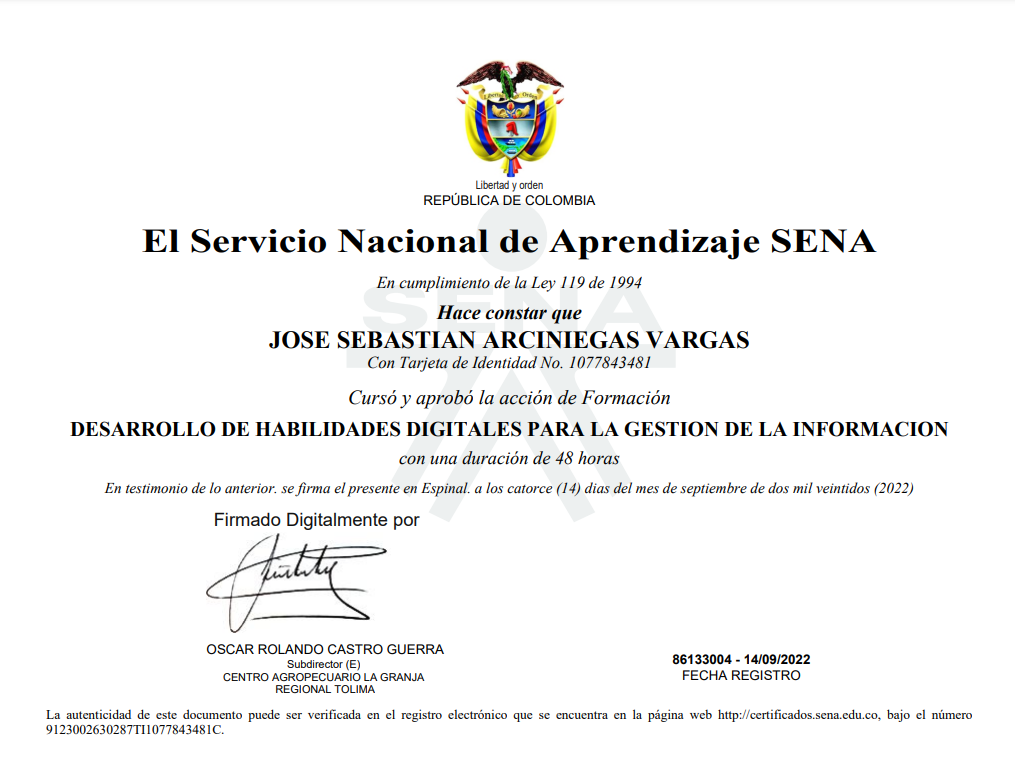 Libertad y Orden
Libertad y orden
REPÚBLICA DE COLOMBIA
El Servicio Nacional de Aprendizaje SENA
En cumplimiento de la Ley 119 de 1994
SENA
Hace constar que
JOSE SEBASTIAN ARCINIEGAS VARGAS
Con Tarjeta de Identidad No. 1077843481
Cursó y aprobó la acción de Formación
DESARROLLO DE HABILIDADES DIGITALES PARA LA GESTION DE LA INFORMACION
con una duración de 48 horas
En testimonio de lo anterior. se firma el presente en Espinal. a los catorce (14) dias del mes de septiembre de dos mil veintidos (2022)
Firmado Digitalmente por
OSCAR ROLANDO CASTRO GUERRA
Subdirector (E)
CENTRO AGROPECUARIO LA GRANJA
REGIONAL TOLIMA
86133004 - 14/09/2022
FECHA REGISTRO
La autenticidad de este documento puede ser verificada en el registro electrónico que se encuentra en la página web http://certificados.sena.edu.co, bajo el número
9123002630287TI1077843481C.